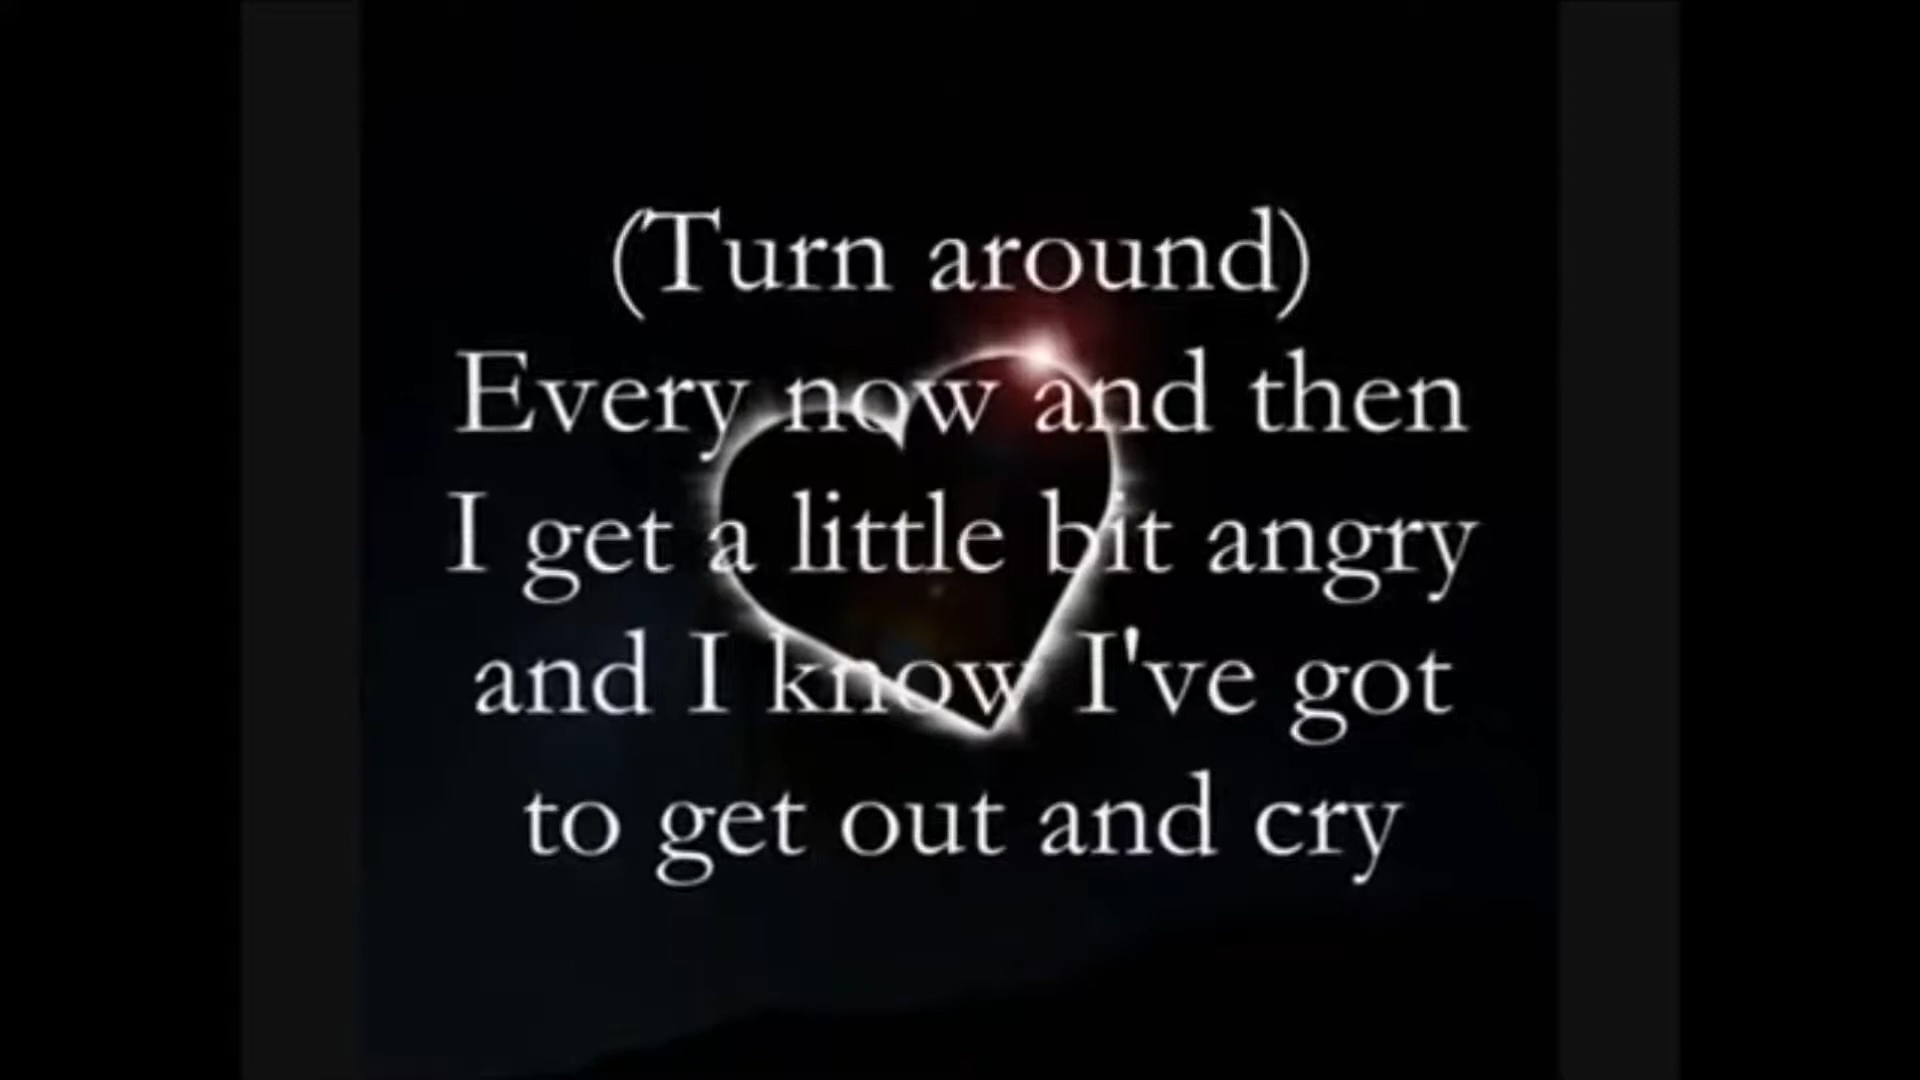 (Turn around)
Every now and then
I get a little bit angry
and I know I've got
to get out and cry